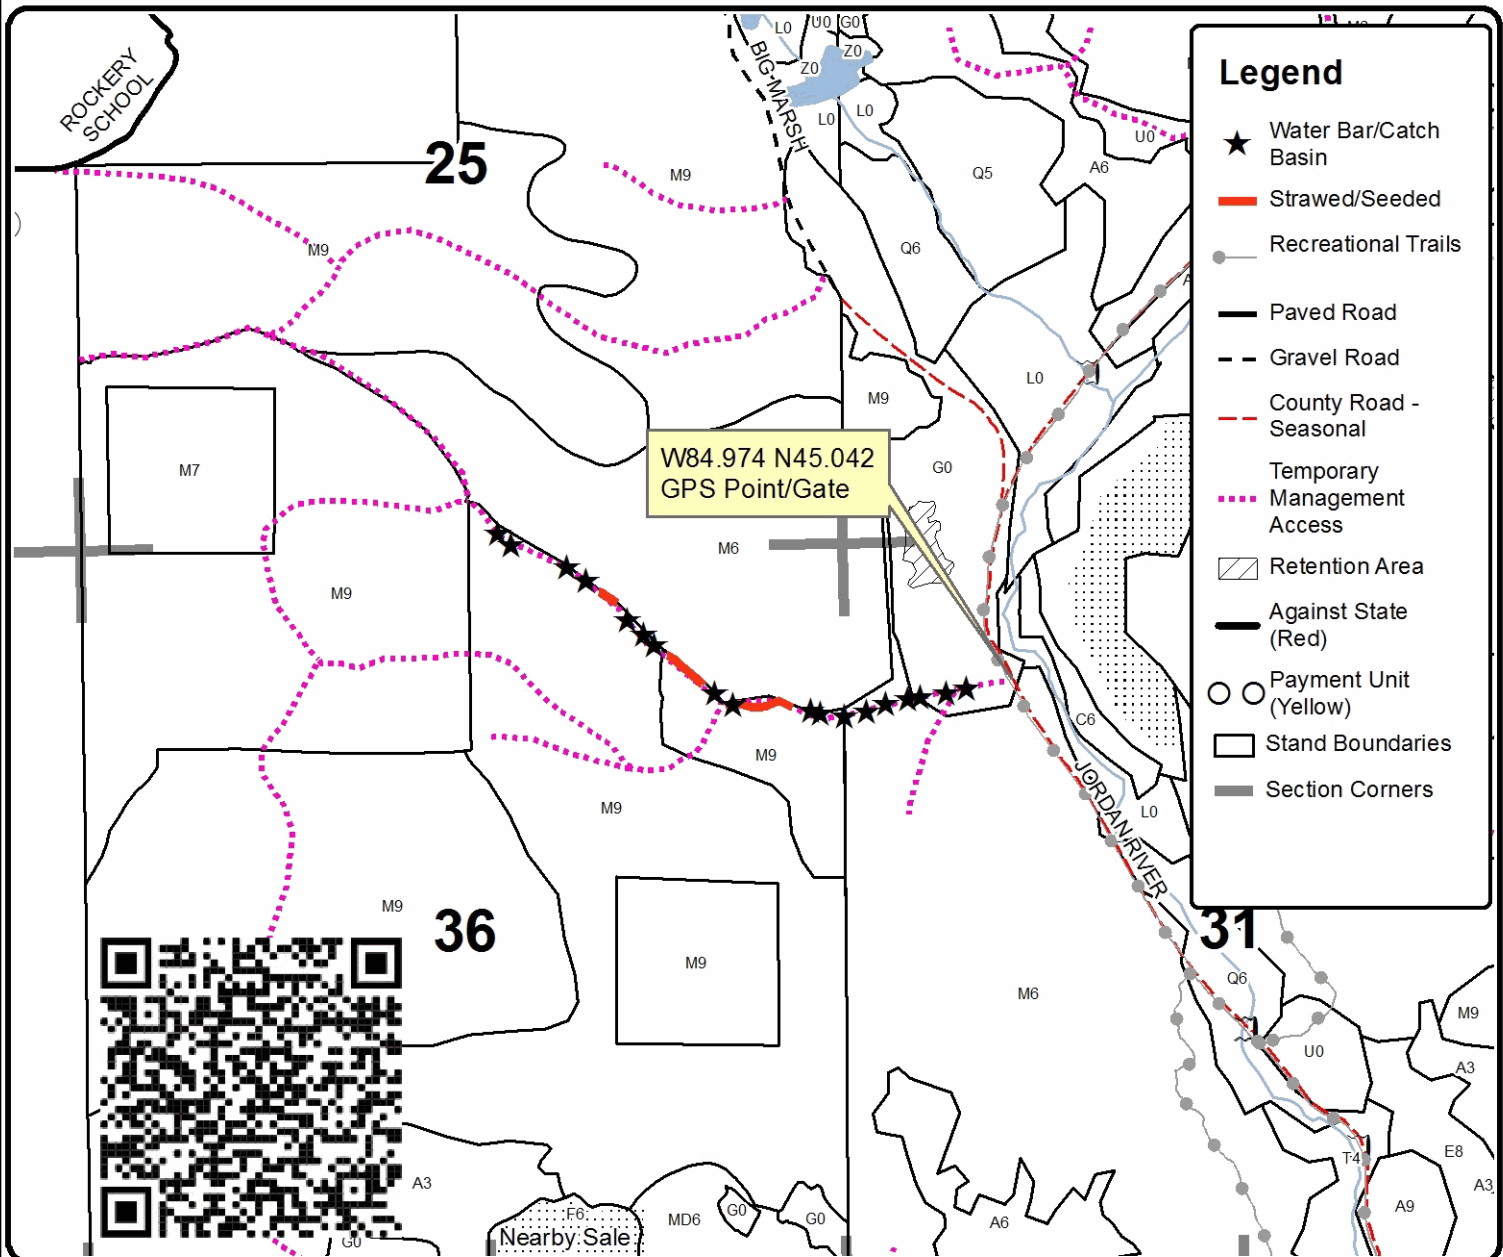 ROCKERY
SCHOOL
25
BIG-MARSH
L0
U0
G0
Z0
Z0
L0
L0
M9
M9
Q5
A6
U0
Q6
L0
M9
G0
M7
M9
M6
W84.974 N45.042
GPS Point/Gate
C6
JORDAN RIVER
L0
M9
M9
M9
36
M9
M6
31
Q6
U0
M9
A3
T4
E8
A3
A9
A3
F6
Nearby Sale
MD6
G0
G0
A6
G0
Legend
Water Bar/Catch
Basin
Strawed/Seeded
Recreational Trails
Paved Road
Gravel Road
County Road -
Seasonal
Temporary
Management
Access
Retention Area
Against State
(Red)
Payment Unit
(Yellow)
Stand Boundaries
Section Corners